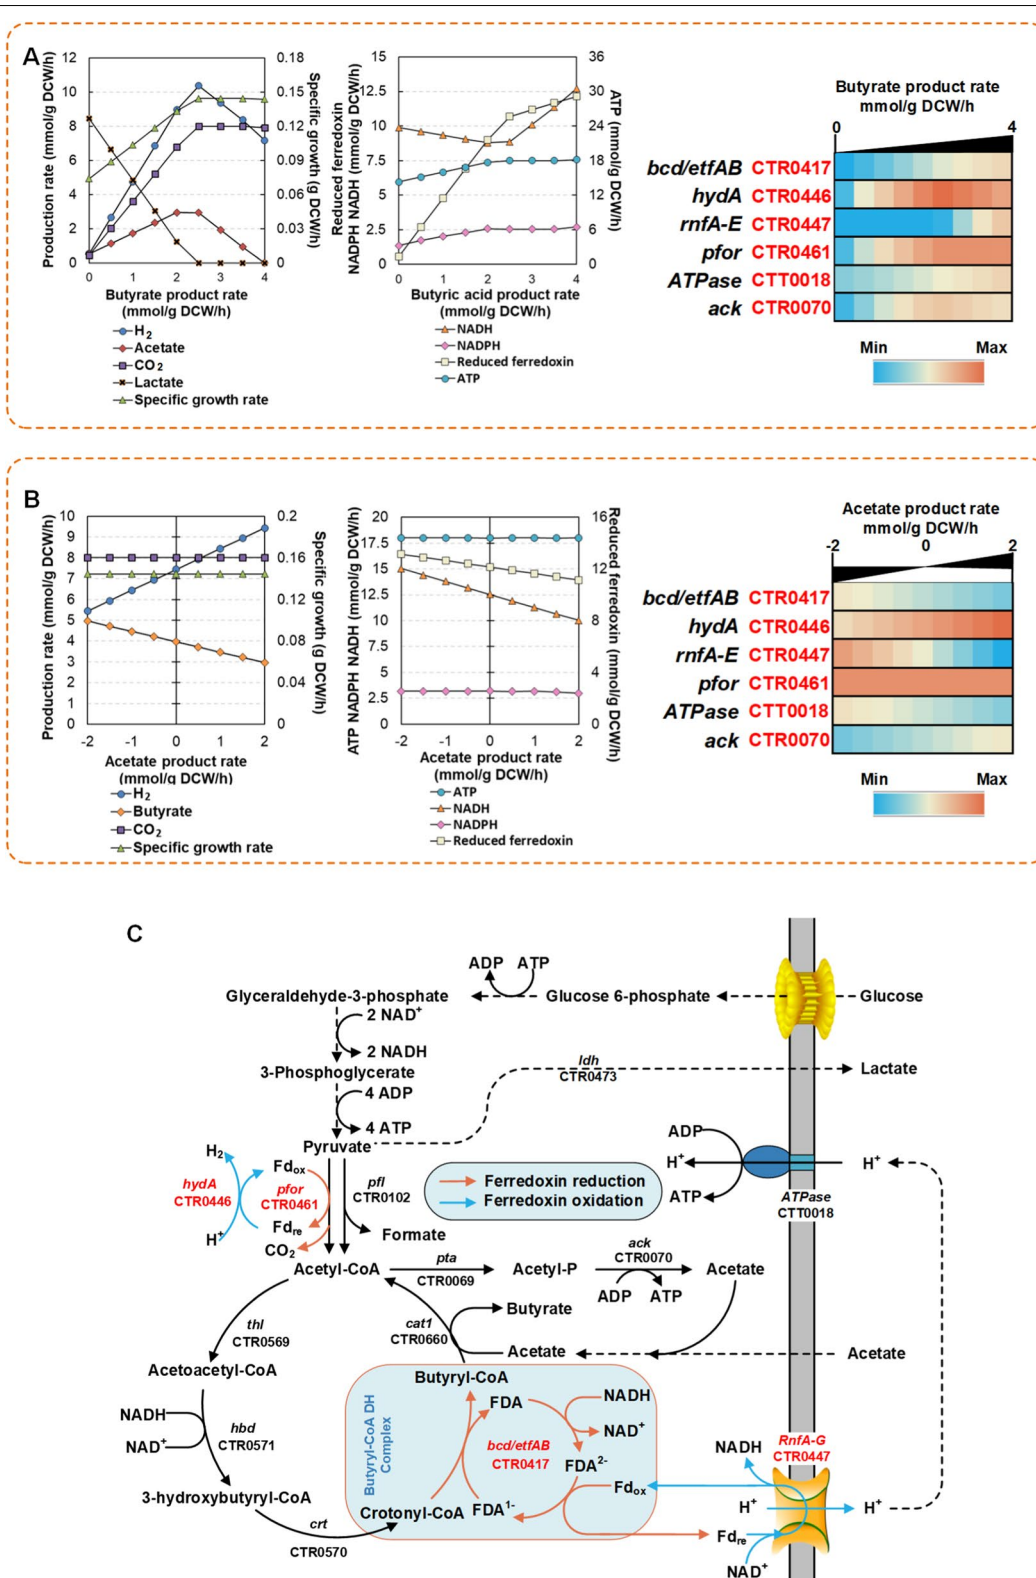 A
Production rate (mmol/g DCW/h)
12
10
8
6
4
2
0
0.18
0.15
0.12
0.09
0.06
0.03
0
Specific growth (g DCW/h)
0 1 2 3 4
Butyrate product rate
(mmol/g DCW/h)
H2
Acetate
CO2
Lactate
Specific growth rate
Reduced ferredoxin
NADPH NADH (mmol/g DCW/h)
15
12.5
10
7.5
5
2.5
0
36
30
24
18
12
6
0
ATP (mmol/g DCW/h)
0 1 2 3 4
Butyric acid product rate
(mmol/g DCW/h)
NADH
NADPH
Reduced ferredoxin
ATP
Butyrate product rate
mmol/g DCW/h
0 4
bcd/etfAB CTR0417
hydA CTR0446
rnfA-E CTR0447
pfor CTR0461
ATPase CTT0018
ack CTR0070
Min Max
B
Production rate (mmol/g DCW/h)
10
9
8
7
6
5
4
3
2
1
0
0.2
0.16
0.12
0.08
0.04
0
Specific growth (g DCW/h)
-2 -1 0 1 2
Acetate product rate
(mmol/g DCW/h)
H2
Butyrate
CO2
Specific growth rate
ATP NADPH NADH (mmol/g DCW/h)
20
17.5
15
12.5
10
7.5
5
2.5
0
16
12
8
4
0
Reduced ferredoxin (mmol/g DCW/h)
-2 -1 0 1 2
Acetate product rate
(mmol/g DCW/h)
ATP
NADH
NADPH
Reduced ferredoxin
Acetate product rate
mmol/g DCW/h
-2 0 2
bcd/etfAB CTR0417
hydA CTR0446
rnfA-E CTR0447
pfor CTR0461
ATPase CTT0018
ack CTR0070
Min Max
C
ADP ATP
Glyceraldehyde-3-phosphate Glucose 6-phosphate Glucose
2 NAD+
2 NADH
3-Phosphoglycerate
ldh
CTR0473
Lactate
4 ADP
4 ATP
Pyruvate
ADP
H+ H+
ATP
ATPase
CTT0018
H2
Fdox
hydA
CTR0446
pfor
CTR0461
pfl
CTR0102
Ferredoxin reduction
Ferredoxin oxidation
Fdre
H+
CO2
Formate
Acetyl-CoA
pta
CTR0069
Acetyl-P
ack
CTR0070
Acetate
ADP ATP
Butyrate
thl
CTR0569
cat1
CTR0660
Acetate Acetate
Acetoacetyl-CoA
Butyryl-CoA
Butyryl-CoA DH
Complex
FDA
NADH
NAD+
NADH
NAD+
hbd
CTR0571
bcd/etfAB
CTR0417
FDA2-
Fdox
NADH
RnfA-G
CTR0447
3-hydroxybutyryl-CoA
Crotonyl-CoA
FDA1-
H+ H+
crt
CTR0570
Fdre
NAD+